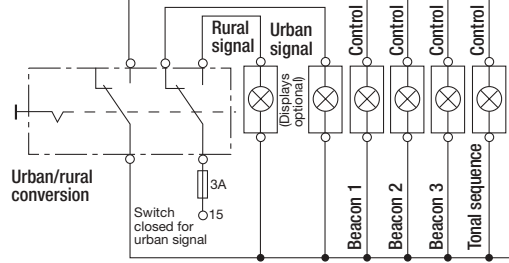 Rural
signal
Urban
signal
Control
Control
Control
Control
(Displays
optional)
Urban/rural
conversion
3A
15
Switch
closed for
urban signal
Beacon 1
Beacon 2
Beacon 3
Tonal sequence